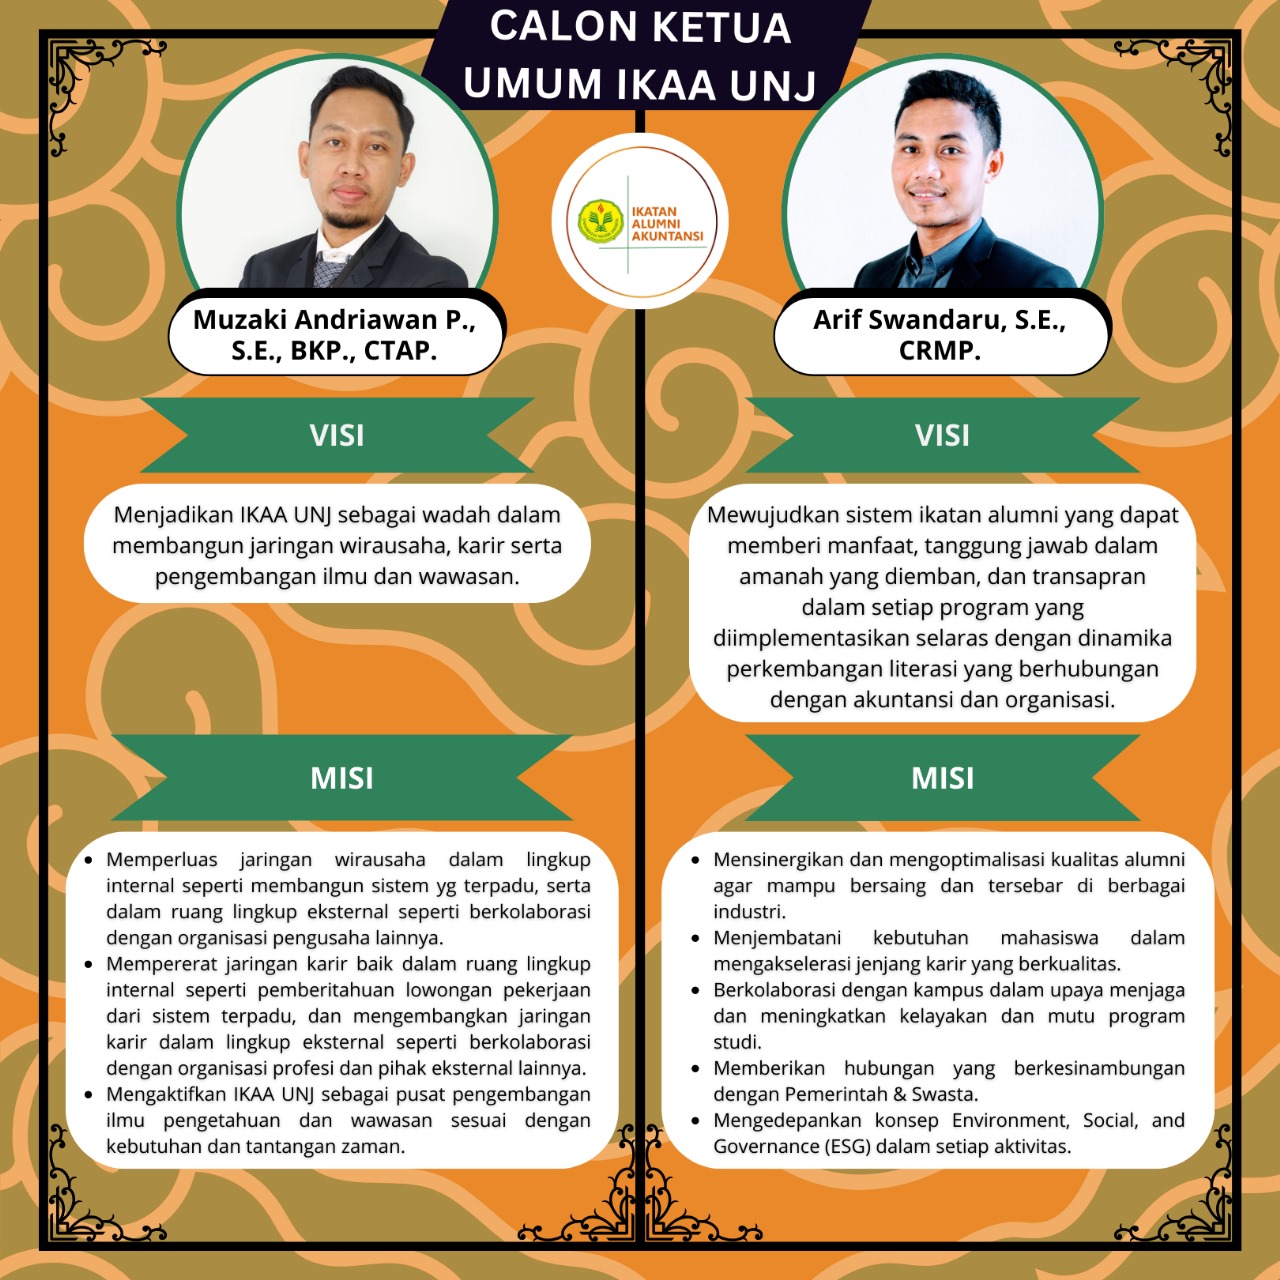 CALON KETUA
UMUM IKAA UNJ
IKATAN
ALUMNI
AKUNTANSI
Muzaki Andriawan P.,
S.E., BKP., CTAP.
VISI
Menjadikan IKAA UNJ sebagai wadah dalam
membangun jaringan wirausaha, karir serta
pengembangan ilmu dan wawasan.
MISI
• Memperluas jaringan wirausaha dalam lingkup
internal seperti membangun sistem yg terpadu, serta
dalam ruang lingkup eksternal seperti berkolaborasi
dengan organisasi pengusaha lainnya.
• Mempererat jaringan karir baik dalam ruang lingkup
internal seperti pemberitahuan lowongan pekerjaan
dari sistem terpadu, dan mengembangkan jaringan
karir dalam lingkup eksternal seperti berkolaborasi
dengan organisasi profesi dan pihak eksternal lainnya.
• Mengaktifkan IKAA UNJ sebagai pusat pengembangan
ilmu pengetahuan dan wawasan sesuai dengan
kebutuhan dan tantangan zaman.
Arif Swandaru, S.E.,
CRMP.
VISI
Mewujudkan sistem ikatan alumni yang dapat
memberi manfaat, tanggung jawab dalam
amanah yang diemban, dan transapran
dalam setiap program yang
diimplementasikan selaras dengan dinamika
perkembangan literasi yang berhubungan
dengan akuntansi dan organisasi.
MISI
• Mensinergikan dan mengoptimalisasi kualitas alumni
agar mampu bersaing dan tersebar di berbagai
industri.
• Menjembatani kebutuhan mahasiswa dalam
mengakselerasi jenjang karir yang berkualitas.
• Berkolaborasi dengan kampus dalam upaya menjaga
dan meningkatkan kelayakan dan mutu program
studi.
• Memberikan hubungan yang berkesinambungan
dengan Pemerintah & Swasta.
• Mengedepankan konsep Environment, Social, and
Governance (ESG) dalam setiap aktivitas.